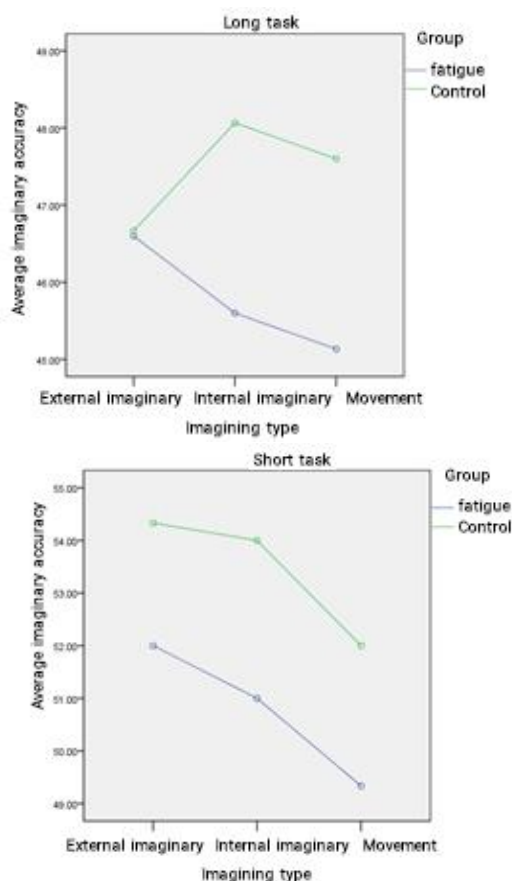 Long task
Group
fatigue
Control
49.00
48.00
47.00
46.00
45.00
Average imaginary accuracy
External imaginary Internal imaginary Movement
Imagining type
Short task
Group
fatigue
Control
55.00
54.00
53.00
52.00
51.00
50.00
49.00
Average imaginary accuracy
External imaginary Internal imaginary Movement
Imagining type